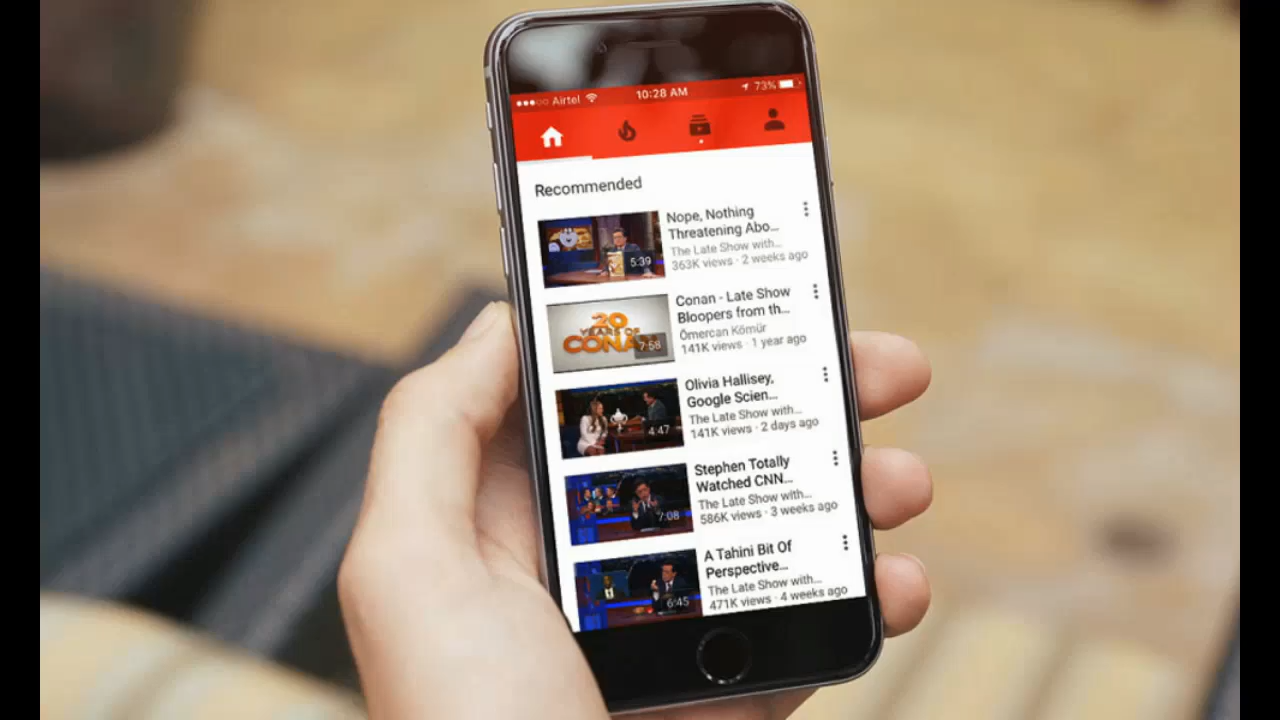 Airtel 10:28 AM 73%
Recommended
Nope, Nothing
Threatening Abo...
The Late Show with...
363K views · 2 weeks ago
5:39
Conan - Late Show
Bloopers from th...
Ömercan Kömür
141K views · 1 year ago
20
YEARS OF
CONAN
7:58
Olivia Hallisey,
Google Scien...
The Late Show with...
141K views · 2 days ago
4:47
Stephen Totally
Watched CNN...
The Late Show with...
586K views · 3 weeks ago
7:08
A Tahini Bit Of
Perspective...
The Late Show with...
471K views · 4 weeks ago
6:45